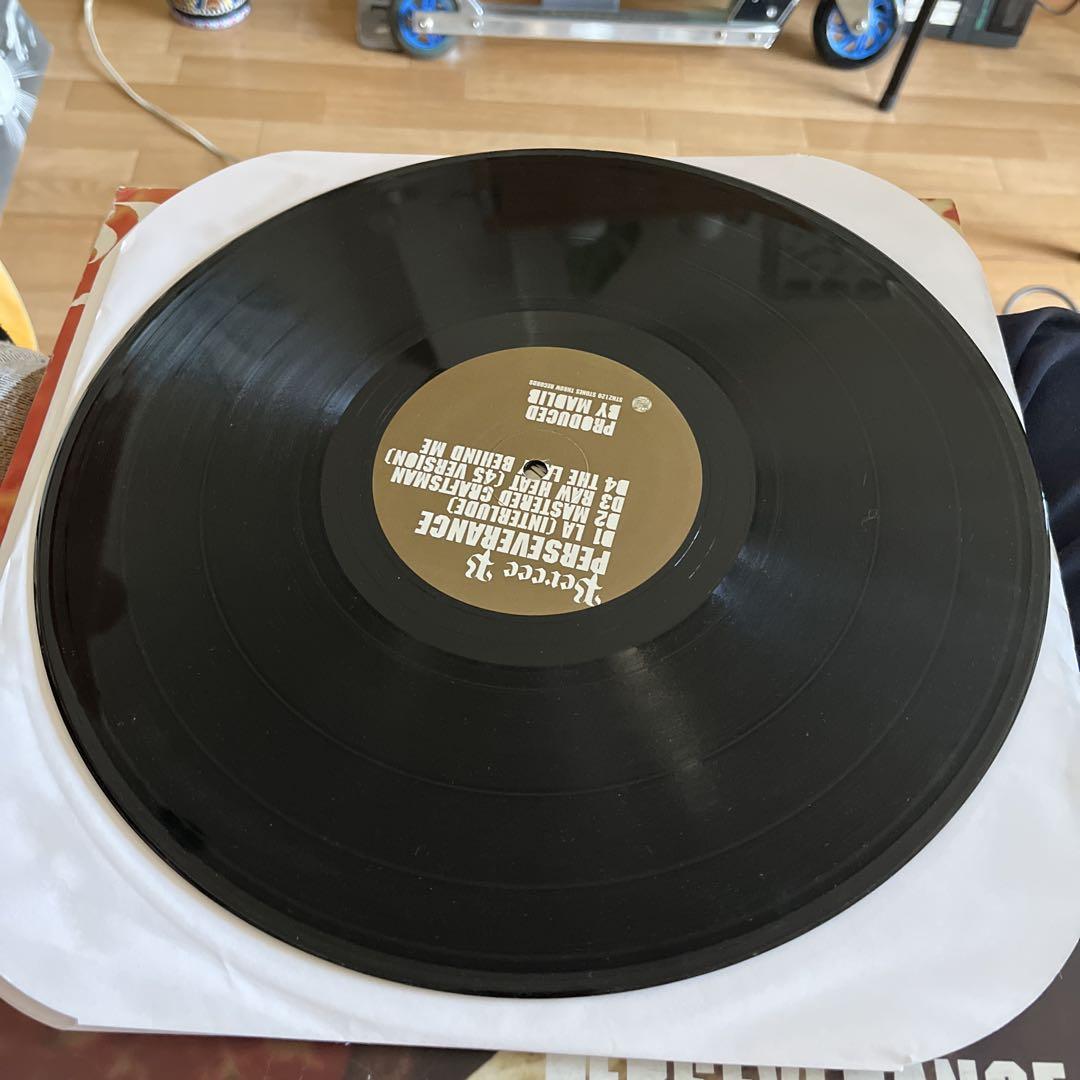 Percee P
PERSEVERANCE
D1 LA (INTERLUDE)
D2 MASTERED CRAFTSMAN
D3 RAW HEAT (45 VERSION)
D4 THE BEHIND ME
PRODUCED
BY MADLIB
STH2120 STONES THROW RECORDS
PERSEVERANCE